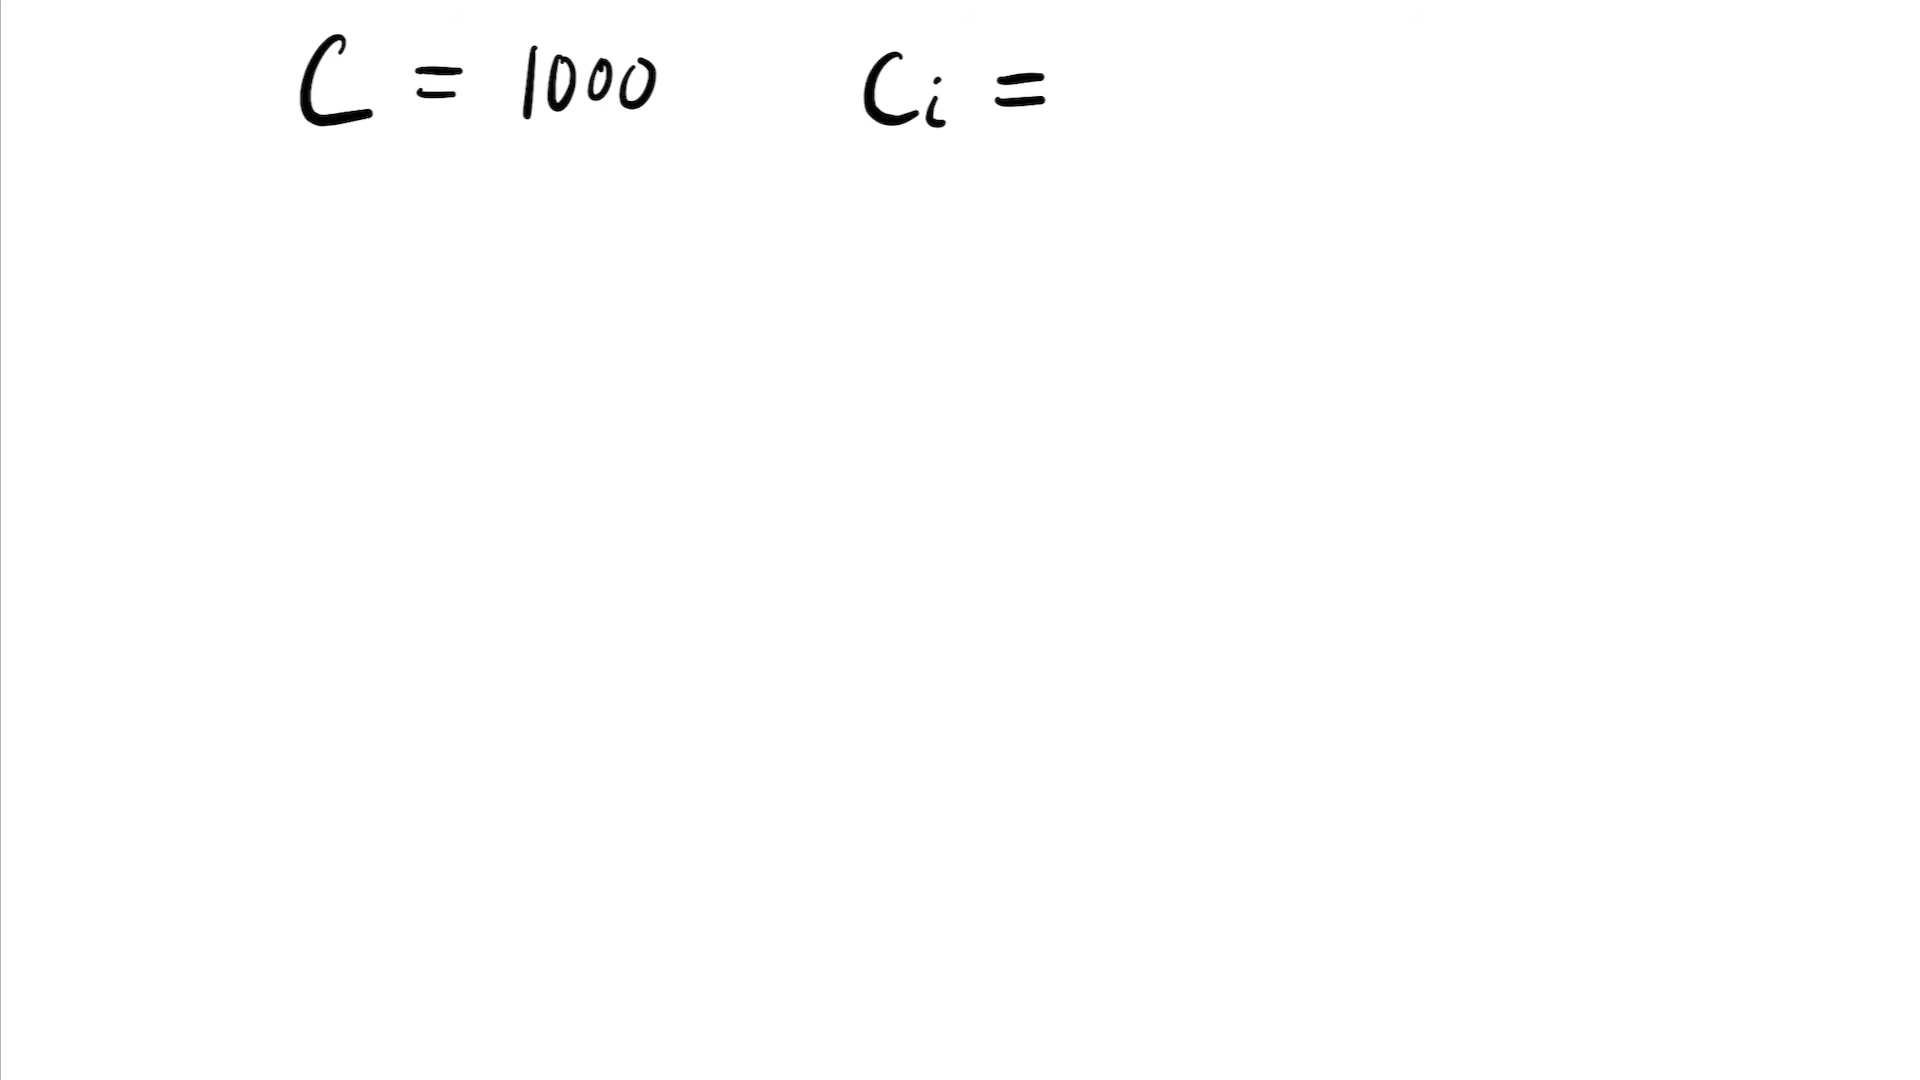 C = 1000 Ci =